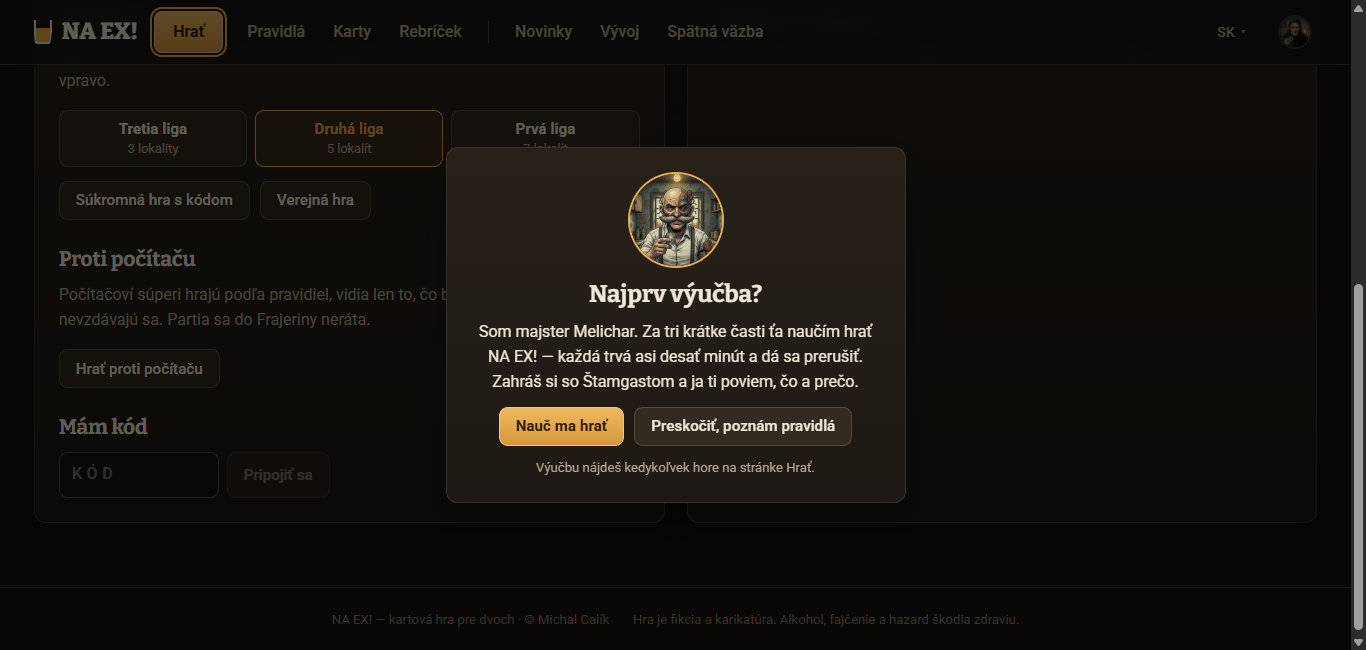 NA EX!
Hrať
Pravidlá
Karty
Rebríček
Novinky
Vývoj
Spätná väzba
SK
vpravo.
Tretia liga
3 lokality
Druhá liga
5 lokalít
Prvá liga
7 lokalít
Súkromná hra s kódom
Verejná hra
Proti počítaču
Počítačoví súperi hrajú podľa pravidiel, vidia len to, čo
nevzdávajú sa. Partia sa do Frajeriny neráta.
Hrať proti počítaču
Mám kód
KÓD
Pripojiť sa
Najprv výučba?
Som majster Melichar. Za tri krátke časti ťa naučím hrať
NA EX! — každá trvá asi desať minút a dá sa prerušiť.
Zahráš si so Štamgastom a ja ti poviem, čo a prečo.
Nauč ma hrať
Preskočiť, poznám pravidlá
Výučbu nájdeš kedykoľvek hore na stránke Hrať.
NA EX! — kartová hra pre dvoch · © Michal Calík
Hra je fikcia a karikatúra. Alkohol, fajčenie a hazard škodia zdraviu.